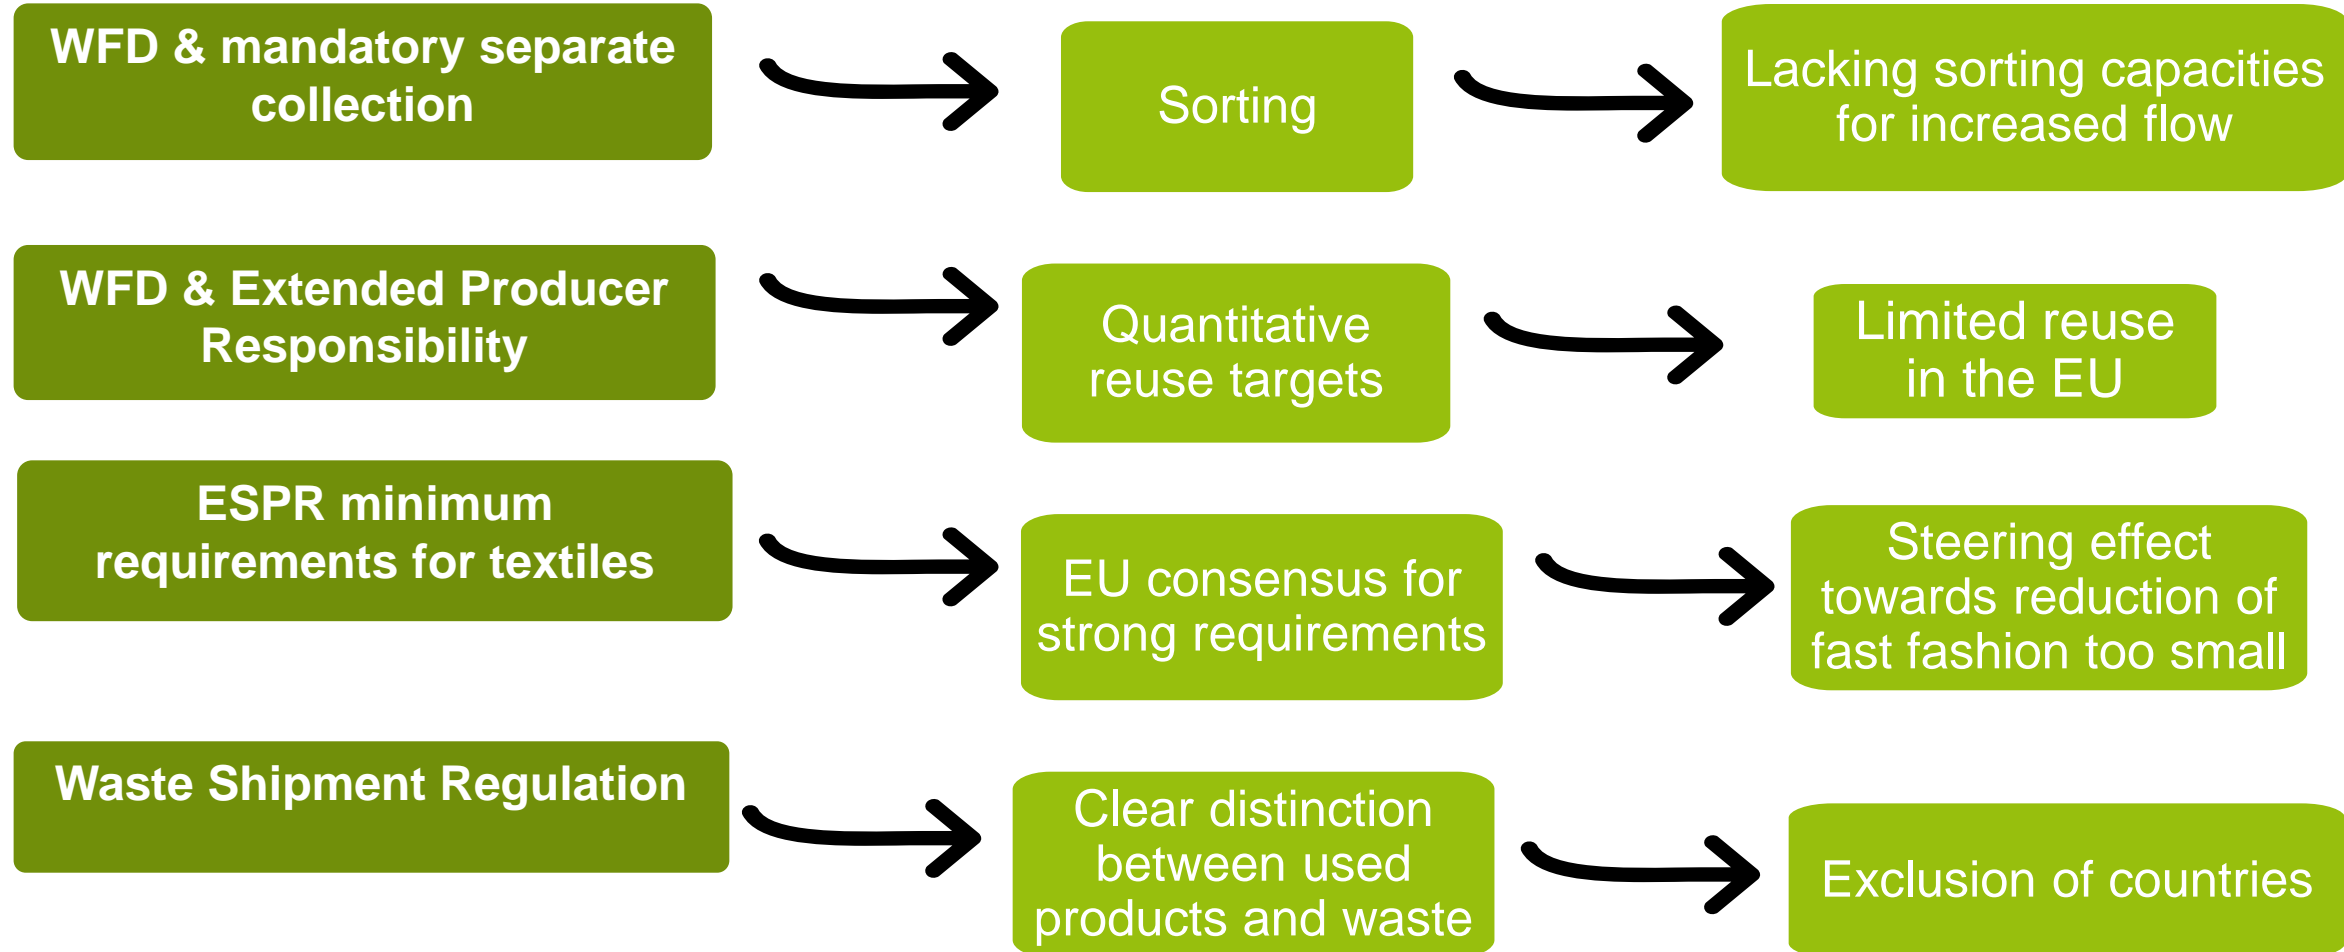 WFD & mandatory separate
collection
Sorting
Lacking sorting capacities
for increased flow
WFD & Extended Producer
Responsibility
Quantitative
reuse targets
Limited reuse
in the EU
ESPR minimum
requirements for textiles
EU consensus for
strong requirements
Steering effect
towards reduction of
fast fashion too small
Waste Shipment Regulation
Clear distinction
between used
products and waste
Exclusion of countries